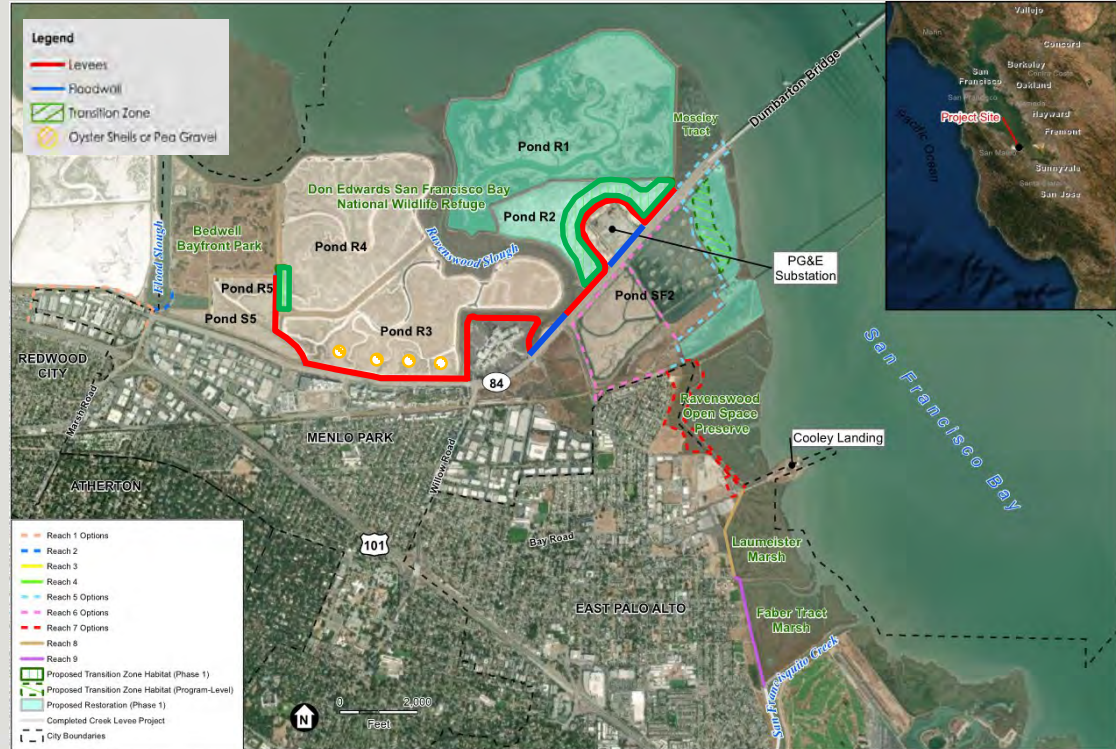 Legend
Levees
Floodwall
Transition Zone
Oyster Shells or Pea Gravel
Dumbarton Bridge
Meseley
Tract
Pond R1
Don Edwards San Francisco Bay
National Wildlife Refuge
Pond R2
Bedwell
Bayfront Park
Pond R4
Ravenswood Slough
Flood Slough
PG&E
Substation
Pond R5
Pond SF2
Pond S5
Pond R3
REDWOOD
CITY
Marsh Road
84
Ravenswood
Open Space
Preserve
San Francisco Bay
MENLO PARK
Willow Road
Cooley Landing
ATHERTON
101
Bay Road
Laumeister
Marsh
EAST PALO ALTO
Faber Tract
Marsh
San Francisquito Creek
N
0 2,000
Feet
Reach 1 Options
Reach 2
Reach 3
Reach 4
Reach 5 Options
Reach 6 Options
Reach 7 Options
Reach 8
Reach 9
Proposed Transition Zone Habitat (Phase 1)
Proposed Transition Zone Habitat (Program-Level)
Proposed Restoration (Phase 1)
Completed Creek Levee Project
City Boundaries
Vallejo
Concord
Berkeley
San
Francisco
Oakland
Hayward
Project Site
Fremont
San Mateo
Sunnyvale
San Jose
Pacific Ocean